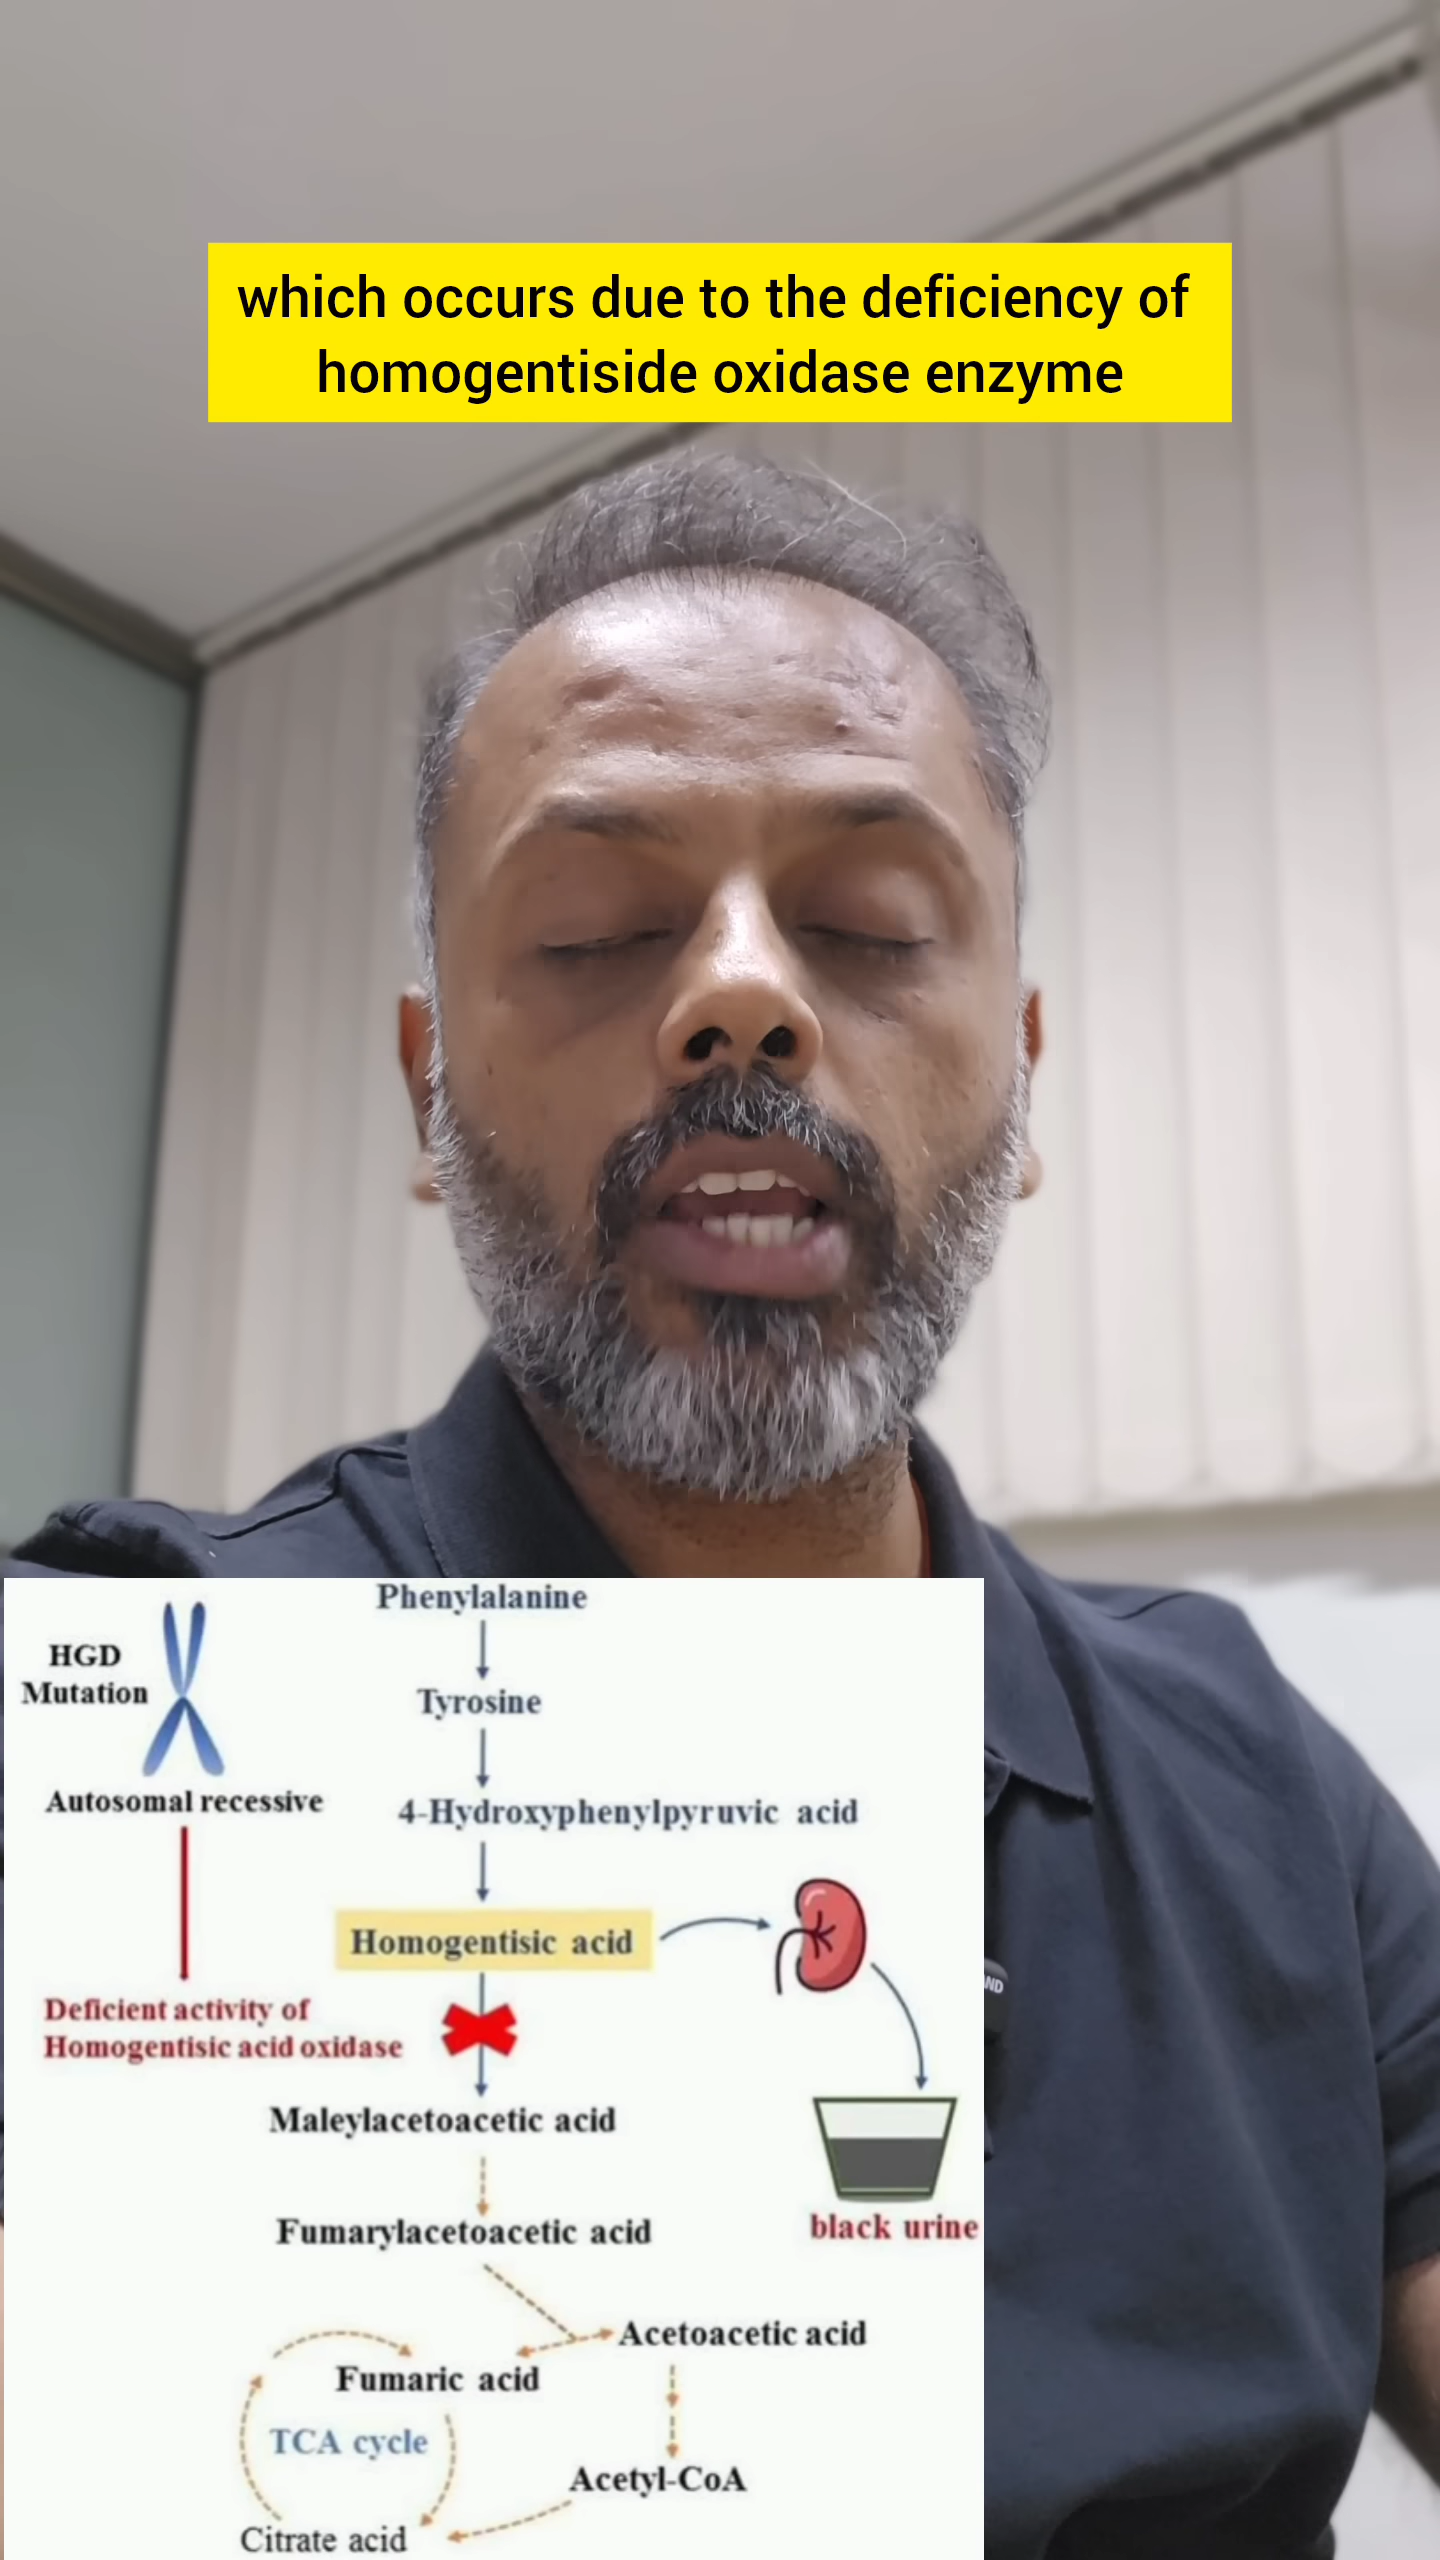 which occurs due to the deficiency of
homogentiside oxidase enzyme
Phenylalanine
HGD
Mutation
Tyrosine
Autosomal recessive
4-Hydroxyphenylpyruvic acid
Homogentisic acid
Deficient activity of
Homogentisic acid oxidase
ND
Maleylacetoacetic acid
Fumarylacetoacetic acid
black urine
Acetoacetic acid
Fumaric acid
TCA cycle
Acetyl-CoA
Citrate acid